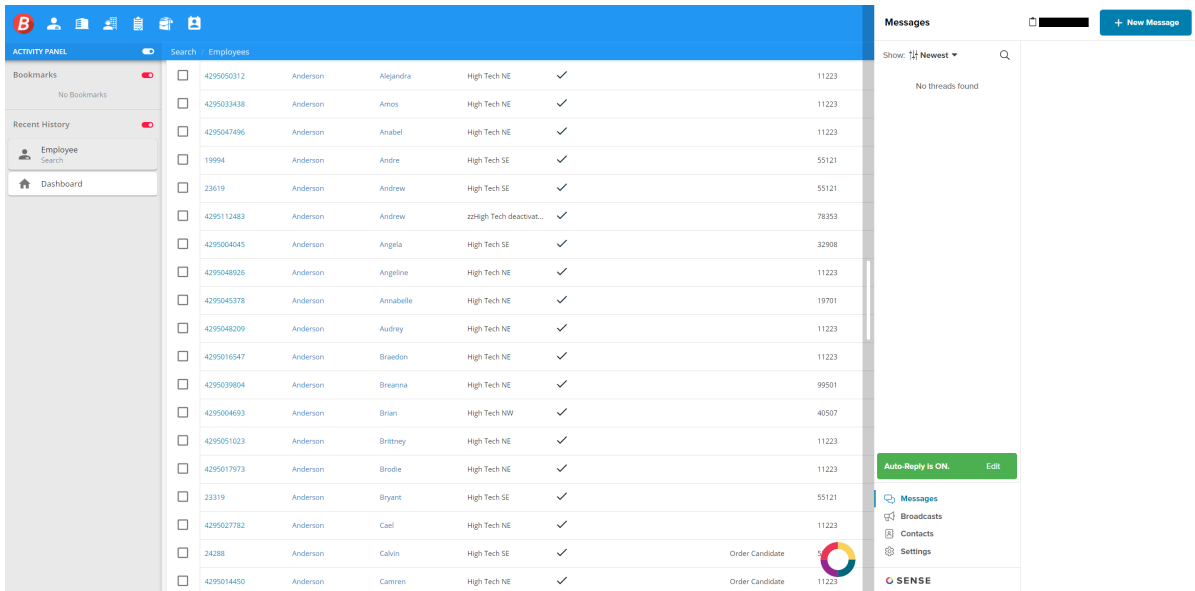 B
ACTIVITY PANEL
Bookmarks
No Bookmarks
Recent History
Employee
Search
Dashboard
Search / Employees
4295050312 Anderson Alejandra High Tech NE 11223
4295033438 Anderson Amos High Tech NE 11223
4295047496 Anderson Anabel High Tech NE 11223
19994 Anderson Andre High Tech SE 55121
23619 Anderson Andrew High Tech SE 55121
4295112483 Anderson Andrew zzHigh Tech deactivat... 78353
4295004045 Anderson Angela High Tech SE 32908
4295048926 Anderson Angeline High Tech NE 11223
4295045378 Anderson Annabelle High Tech NE 19701
4295048209 Anderson Audrey High Tech NE 11223
4295016547 Anderson Braedon High Tech NE 11223
4295039804 Anderson Breanna High Tech NE 99501
4295004693 Anderson Brian High Tech NW 40507
4295051023 Anderson Brittney High Tech NE 11223
4295017973 Anderson Brodie High Tech NE 11223
23319 Anderson Bryant High Tech SE 55121
4295027782 Anderson Cael High Tech NE 11223
24288 Anderson Calvin High Tech SE Order Candidate
4295014450 Anderson Camren High Tech NE Order Candidate 11223
Messages
+ New Message
Show: Newest
No threads found
Auto-Reply is ON. Edit
Messages
Broadcasts
Contacts
Settings
SENSE